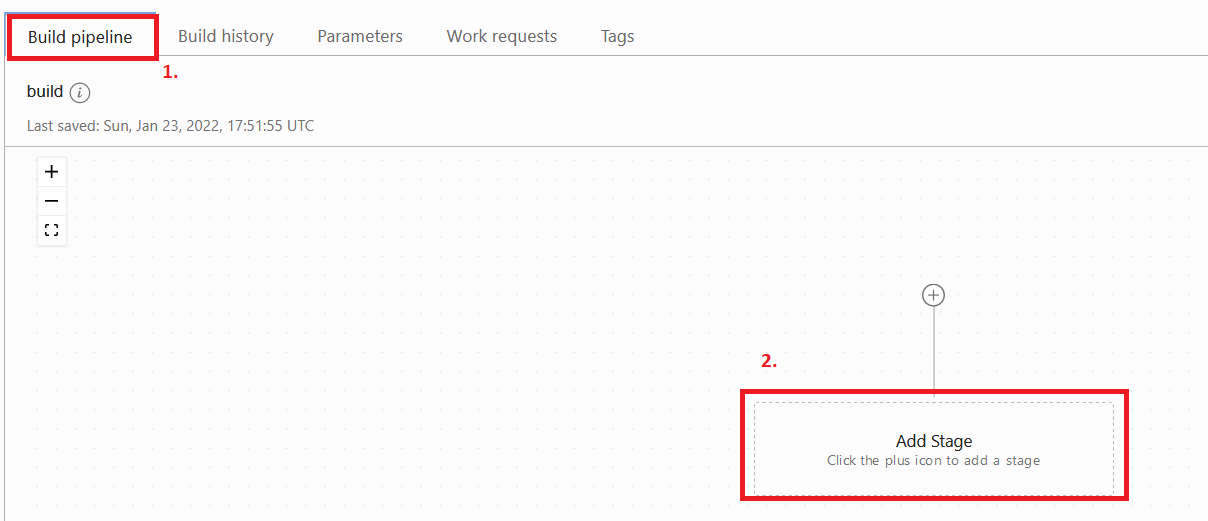 Build pipeline Build history Parameters Work requests Tags
1.
build i
Last saved: Sun, Jan 23, 2022, 17:51:55 UTC
2.
Add Stage
Click the plus icon to add a stage